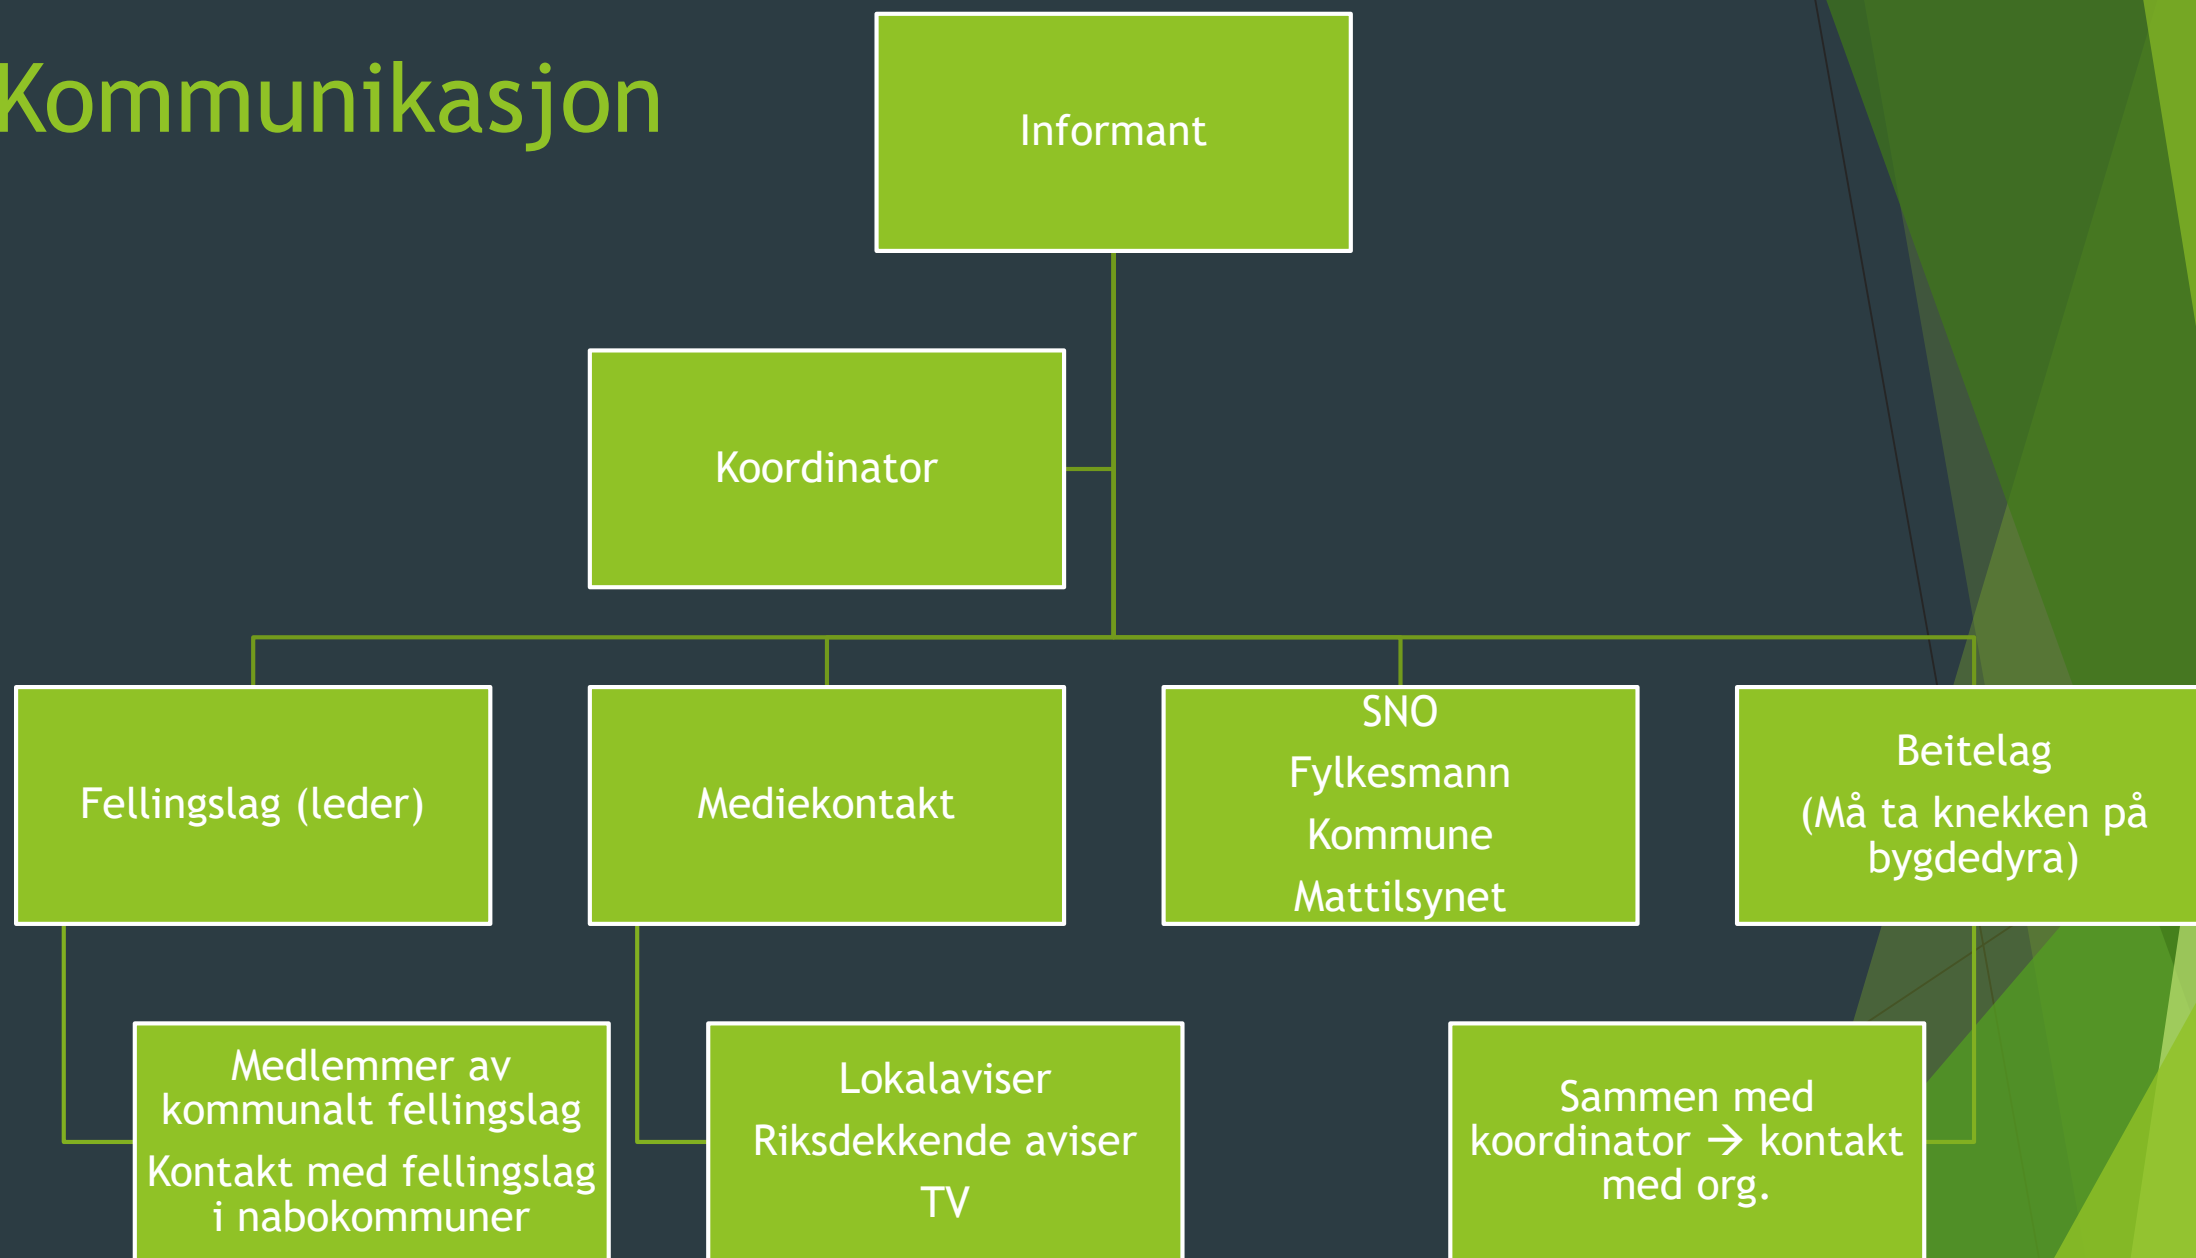 Kommunikasjon
Informant
Koordinator
Fellingslag (leder)
Mediekontakt
SNO
Fylkesmann
Kommune
Mattilsynet
Beitelag
(Må ta knekken på
bygdedyra)
Medlemmer av
kommunalt fellingslag
Kontakt med fellingslag
i nabokommuner
Lokalaviser
Riksdekkende aviser
TV
Sammen med
koordinator → kontakt
med org.